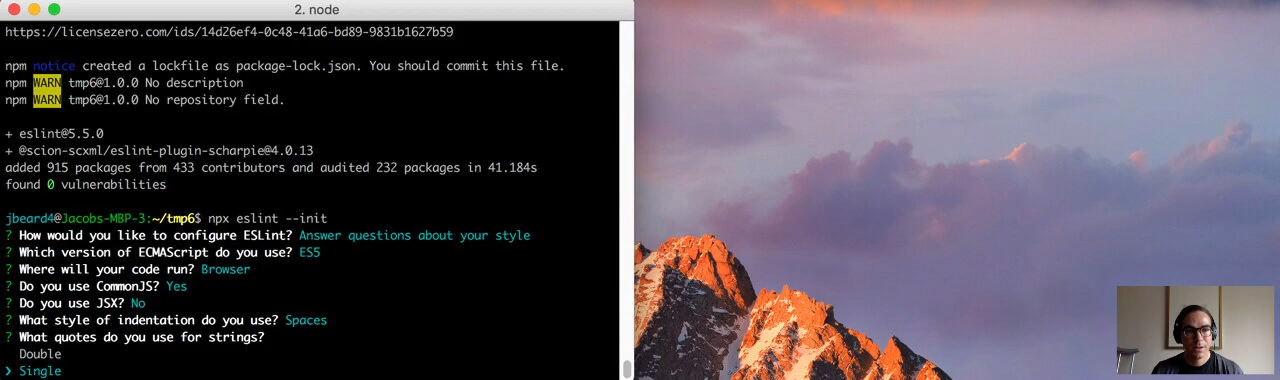 2. node
https://licensezero.com/ids/14d26ef4-0c48-41a6-bd89-9831b1627b59
npm notice created a lockfile as package-lock.json. You should commit this file.
npm WARN tmp6@1.0.0 No description
npm WARN tmp6@1.0.0 No repository field.
+ eslint@5.5.0
+ @scion-scxml/eslint-plugin-scharpie@4.0.13
added 915 packages from 433 contributors and audited 232 packages in 41.184s
found 0 vulnerabilities
jbeard4@Jacobs-MBP-3:~/tmp6$ npx eslint --init
? How would you like to configure ESLint? Answer questions about your style
? Which version of ECMAScript do you use? ES5
? Where will your code run? Browser
? Do you use CommonJS? Yes
? Do you use JSX? No
? What style of indentation do you use? Spaces
? What quotes do you use for strings?
Double
❯ Single